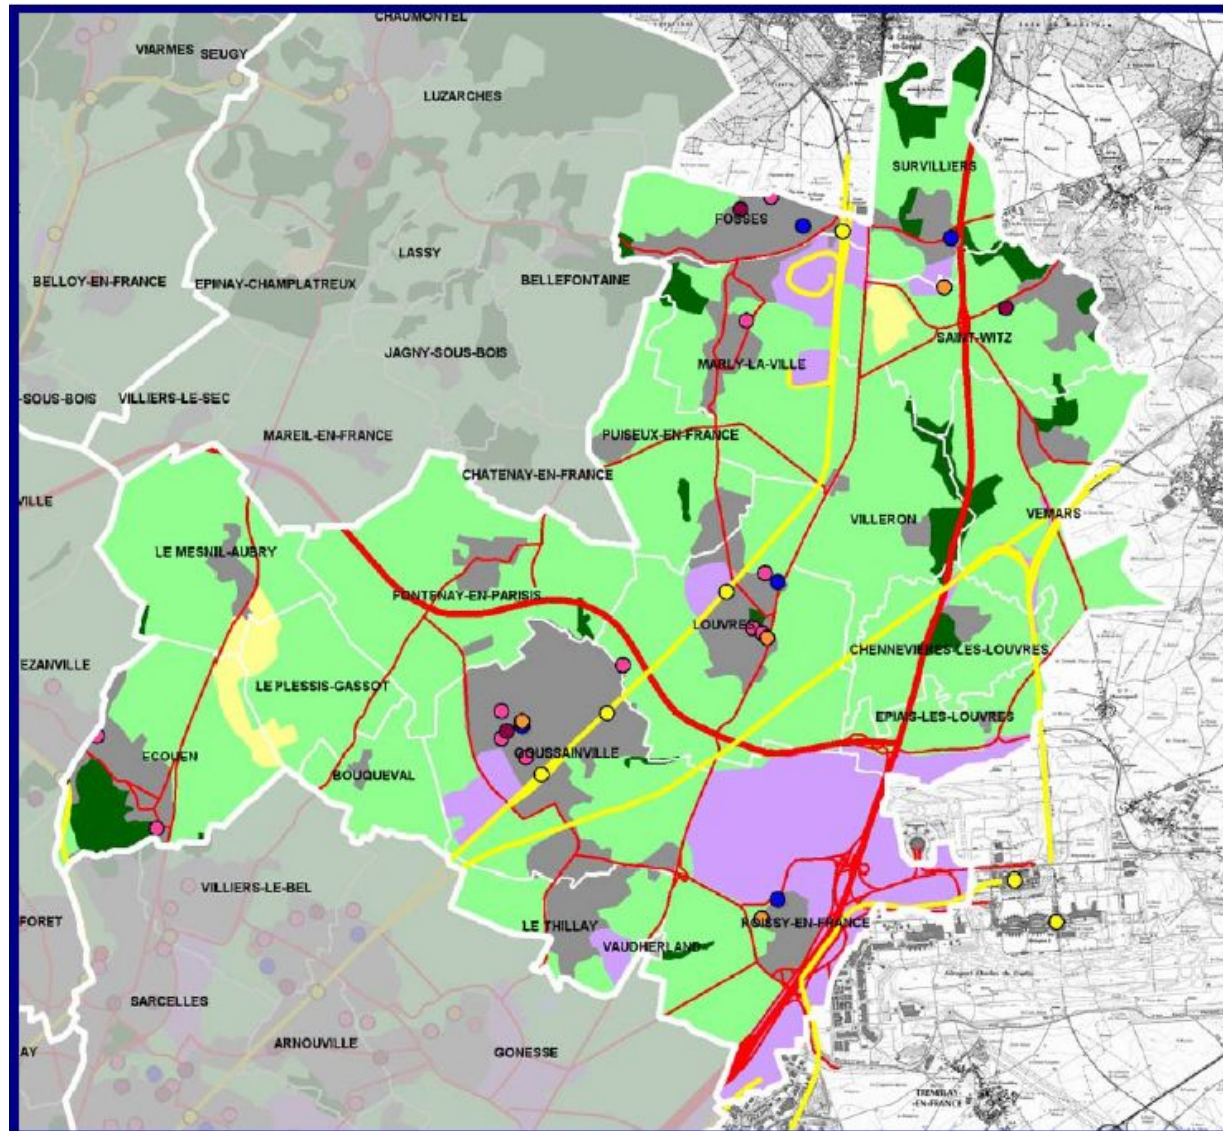 CHAUMONTEL
VIARMES
SEUGY
LUZARCHES
SURVILLIERS
FOSSES
LASSY
BELLOY-EN-FRANCE
EPINAY-CHAMPLATREUX
BELLEFONTAINE
SAINT-WITZ
JAGNY-SOUS-BOIS
MARLY-LA-VILLE
-SOUS-BOIS
VILLIERS-LE-SEC
MAREIL-EN-FRANCE
PUISEUX-EN-FRANCE
CHATENAY-EN-FRANCE
VILLE
VILLERON
VEMARS
LE MESNIL-AUBRY
FONTENAY-EN-PARISIS
LOUVRES
CHENNEVIERES-LES-LOUVRES
EZANVILLE
LE PLESSIS-GASSOT
EPIAIS-LES-LOUVRES
ECOUEN
GOUSSAINVILLE
BOUQUEVAL
VILLIERS-LE-BEL
FORET
LE THILLAY
ROISSY-EN-FRANCE
VAUDHERLAND
SARCELLES
ARNOUVILLE
GONESSE
AY
TREMBLAY
-EN-FRANCE